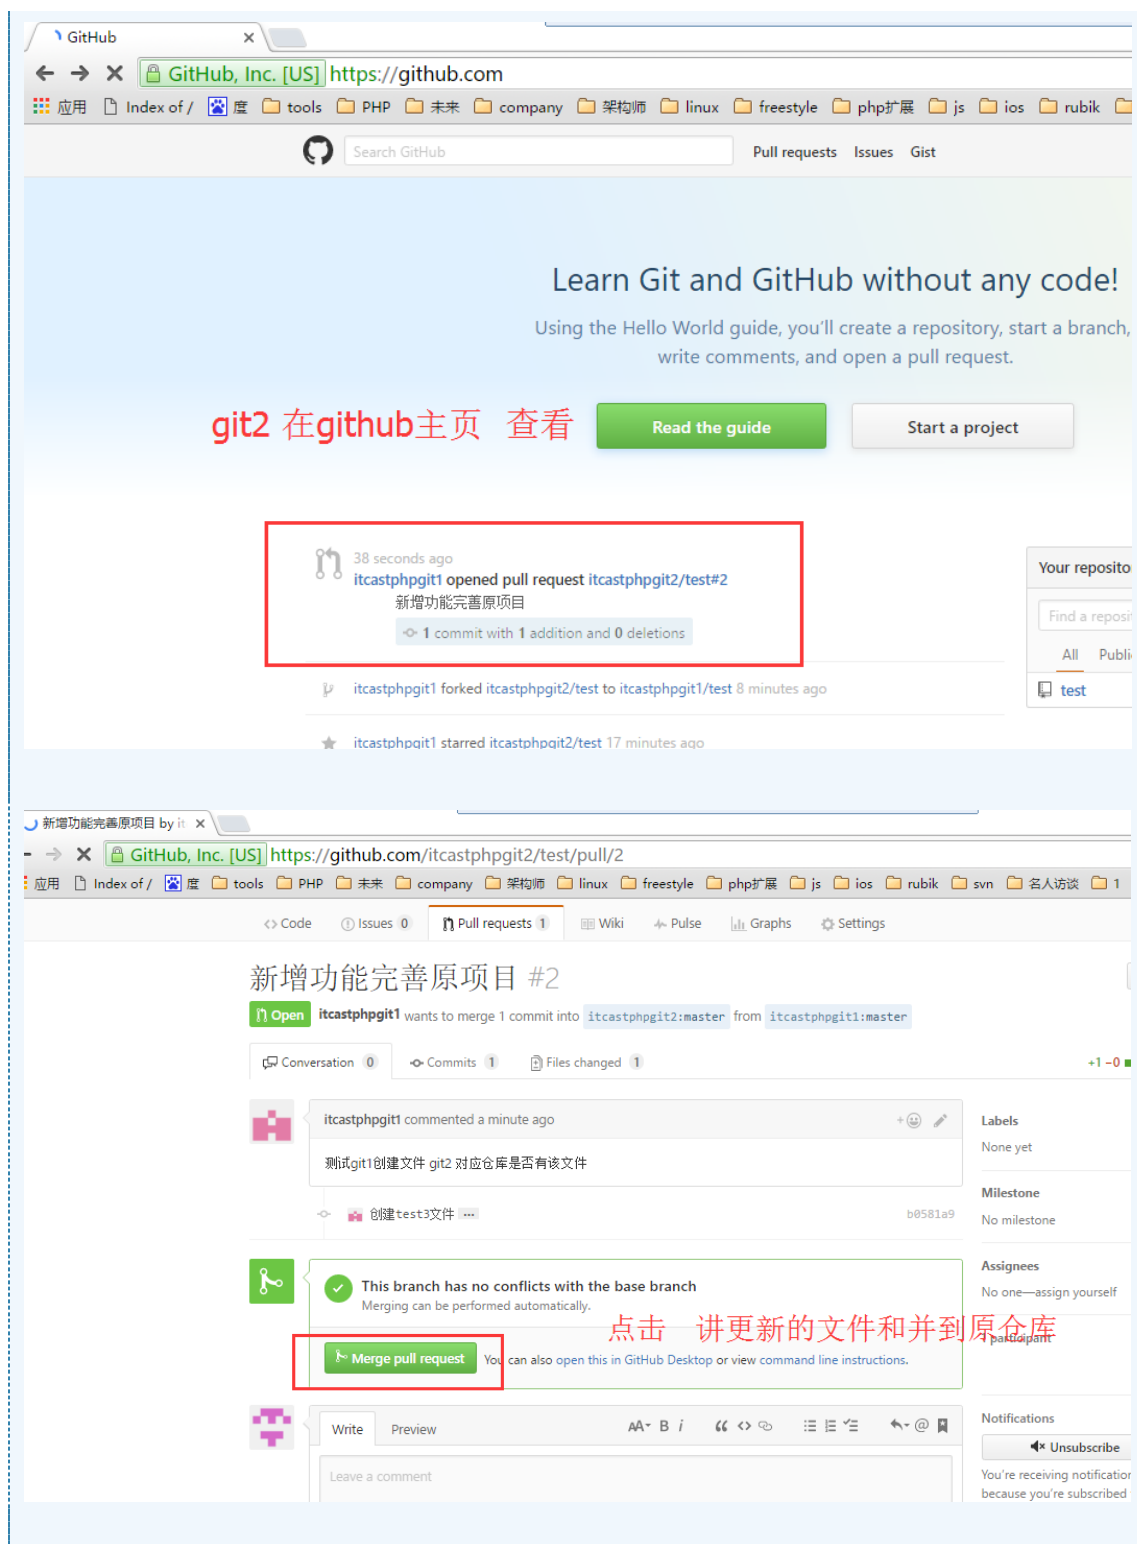 GitHub
GitHub, Inc. [US] https://github.com
应用 Index of / 度 tools PHP 未来 company 架构师 linux freestyle php扩展 js ios rubik
Search GitHub Pull requests Issues Gist
Learn Git and GitHub without any code!
Using the Hello World guide, you'll create a repository, start a branch,
write comments, and open a pull request.
git2 在github主页 查看
Read the guide Start a project
38 seconds ago
itcastphpgit1 opened pull request itcastphpgit2/test#2
新增功能完善原项目
1 commit with 1 addition and 0 deletions
Your reposito
Find a reposi
All Publi
test
itcastphpgit1 forked itcastphpgit2/test to itcastphpgit1/test 8 minutes ago
itcastphpgit1 starred itcastphpgit2/test 17 minutes ago
新增功能完善原项目 by it
GitHub, Inc. [US] https://github.com/itcastphpgit2/test/pull/2
应用 Index of / 度 tools PHP 未来 company 架构师 linux freestyle php扩展 js ios rubik svn 名人访谈 1
Code Issues 0 Pull requests 1 Wiki Pulse Graphs Settings
新增功能完善原项目 #2
Open itcastphpgit1 wants to merge 1 commit into itcastphpgit2:master from itcastphpgit1:master
Conversation 0 Commits 1 Files changed 1 +1 −0
itcastphpgit1 commented a minute ago
测试git1创建文件 git2 对应仓库是否有该文件
创建test3文件 ··· b0581a9
Labels
None yet
Milestone
No milestone
Assignees
No one—assign yourself
1 participant
This branch has no conflicts with the base branch
Merging can be performed automatically.
点击 讲更新的文件和并到原仓库
Merge pull request You can also open this in GitHub Desktop or view command line instructions.
Write Preview AA B i “ <> @
Leave a comment
Notifications
Unsubscribe
You're receiving notification
because you're subscribed